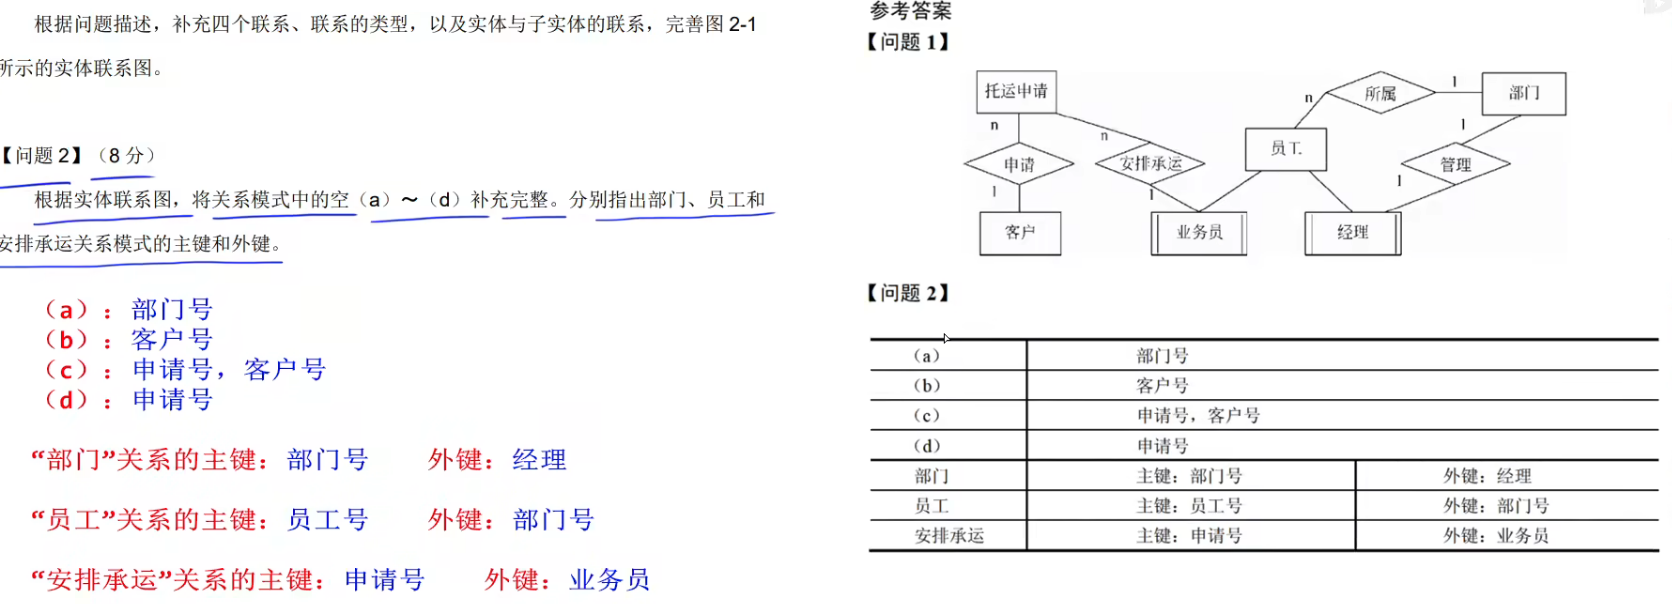 根据问题描述，补充四个联系、联系的类型，以及实体与子实体的联系，完善图 2-1
所示的实体联系图。
【问题 2】（8 分）
根据实体联系图，将关系模式中的空（a）～（d）补充完整。分别指出部门、员工和
安排承运关系模式的主键和外键。
（a）：部门号
（b）：客户号
（c）：申请号，客户号
（d）：申请号
“部门”关系的主键：部门号 外键：经理
“员工”关系的主键：员工号 外键：部门号
“安排承运”关系的主键：申请号 外键：业务员
参考答案
【问题 1】
托运申请 所属 1 部门
n n n 员工 1
申请 安排承运 管理
1 1 1
客户 业务员 经理
【问题 2】
（a） 部门号
（b） 客户号
（c） 申请号，客户号
（d） 申请号
部门 主键：部门号 外键：经理
员工 主键：员工号 外键：部门号
安排承运 主键：申请号 外键：业务员